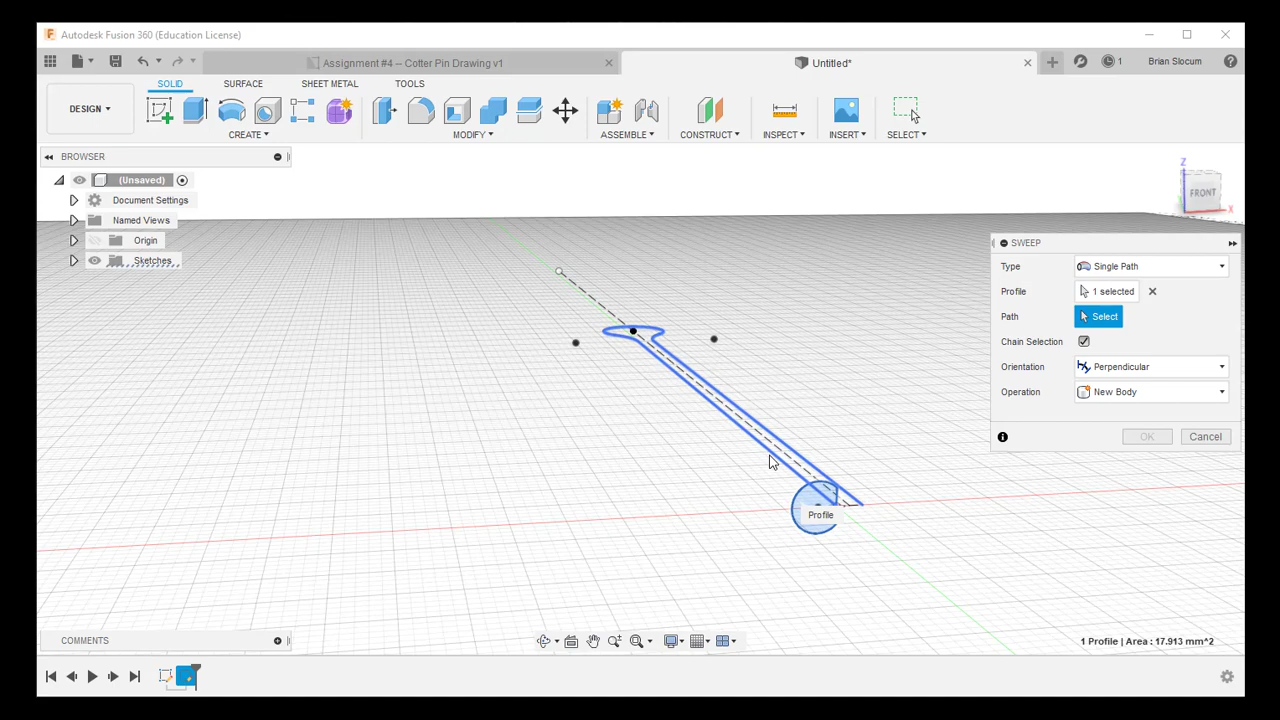 Autodesk Fusion 360 (Education License)
Assignment #4 -- Cotter Pin Drawing v1
Untitled*
1
Brian Slocum
DESIGN
SOLID
SURFACE
SHEET METAL
TOOLS
CREATE
MODIFY
ASSEMBLE
CONSTRUCT
INSPECT
INSERT
SELECT
BROWSER
(Unsaved)
Document Settings
Named Views
Origin
Sketches
Z
FRONT
X
SWEEP
Type
Single Path
Profile
1 selected
Path
Select
Chain Selection
Orientation
Perpendicular
Operation
New Body
OK
Cancel
Profile
COMMENTS
1 Profile | Area : 17.913 mm^2